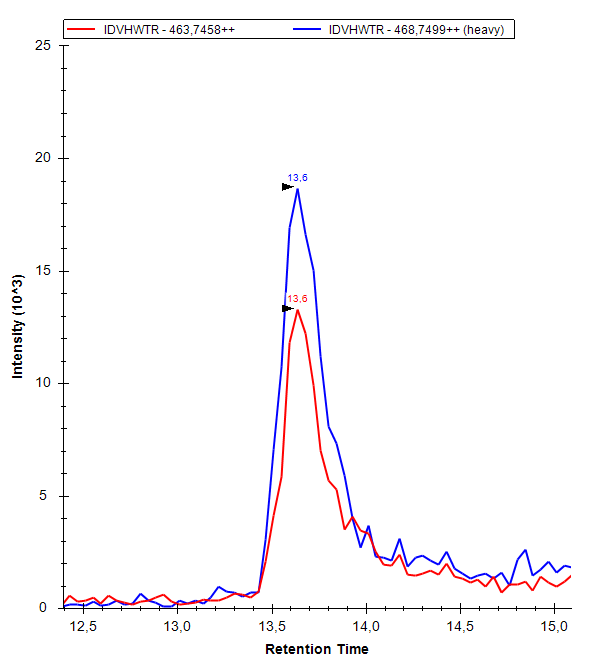 IDVHWTR - 463,7458++ IDVHWTR - 468,7499++ (heavy)
25
20
15
10
5
0
Intensity (10^3)
13,6
13,6
12,5 13,0 13,5 14,0 14,5 15,0
Retention Time